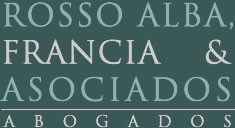 ROSSO ALBA,
FRANCIA &
ASOCIADOS
ABOGADOS